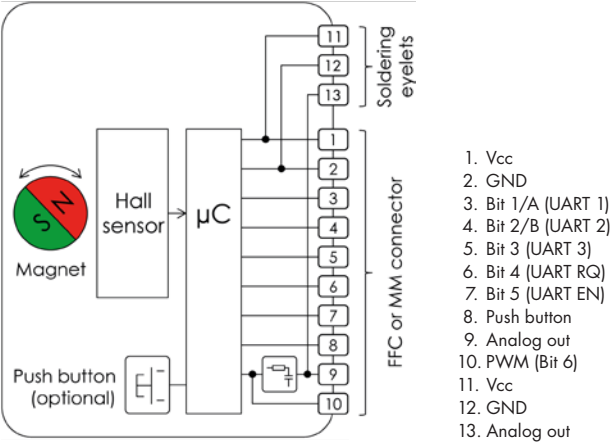 11
12
13
Soldering
eyelets
1
2
3
4
5
6
7
8
9
10
FFC or MM connector
S N
Magnet
Hall
sensor
µC
Push button
(optional)
1. Vcc
2. GND
3. Bit 1/A (UART 1)
4. Bit 2/B (UART 2)
5. Bit 3 (UART 3)
6. Bit 4 (UART RQ)
7. Bit 5 (UART EN)
8. Push button
9. Analog out
10. PWM (Bit 6)
11. Vcc
12. GND
13. Analog out